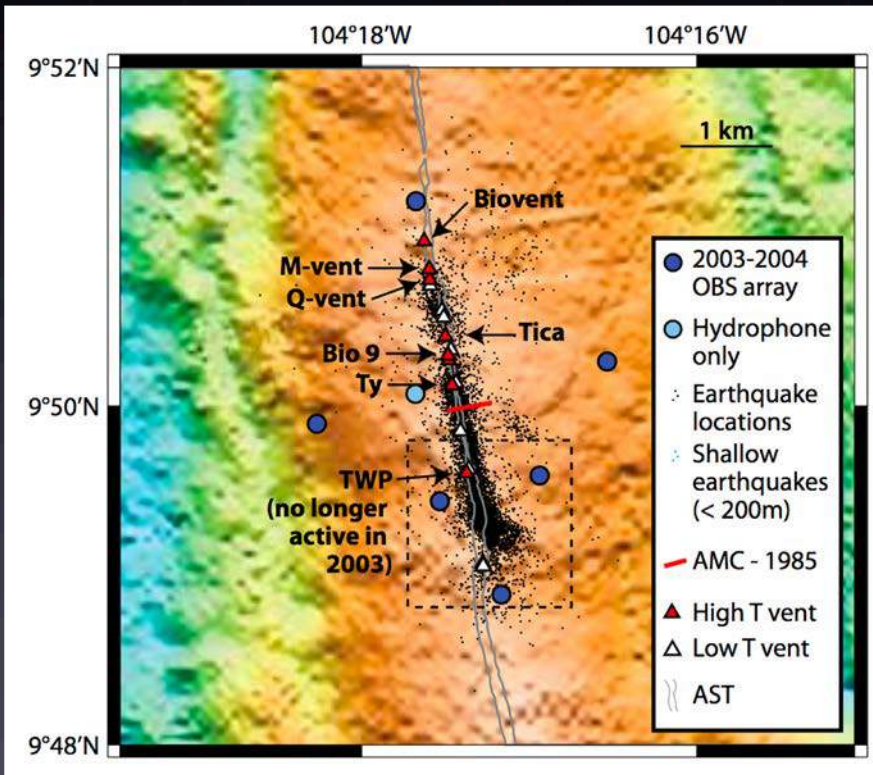 104°18′W
104°16′W
9°52′N
1 km
Biovent
M-vent
Q-vent
Tica
Bio 9
Ty
9°50′N
TWP
(no longer
active in
2003)
9°48′N
2003-2004
OBS array
Hydrophone
only
Earthquake
locations
Shallow
earthquakes
(< 200m)
AMC - 1985
High T vent
Low T vent
AST